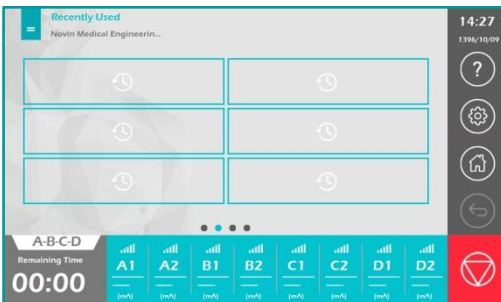 Recently Used
Novin Medical Engineerin...
14:27
1396/10/09
?
A-B-C-D
Remaining Time
00:00
A1 A2 B1 B2 C1 C2 D1 D2
[mA] [mA] [mA] [mA] [mA] [mA] [mA] [mA]